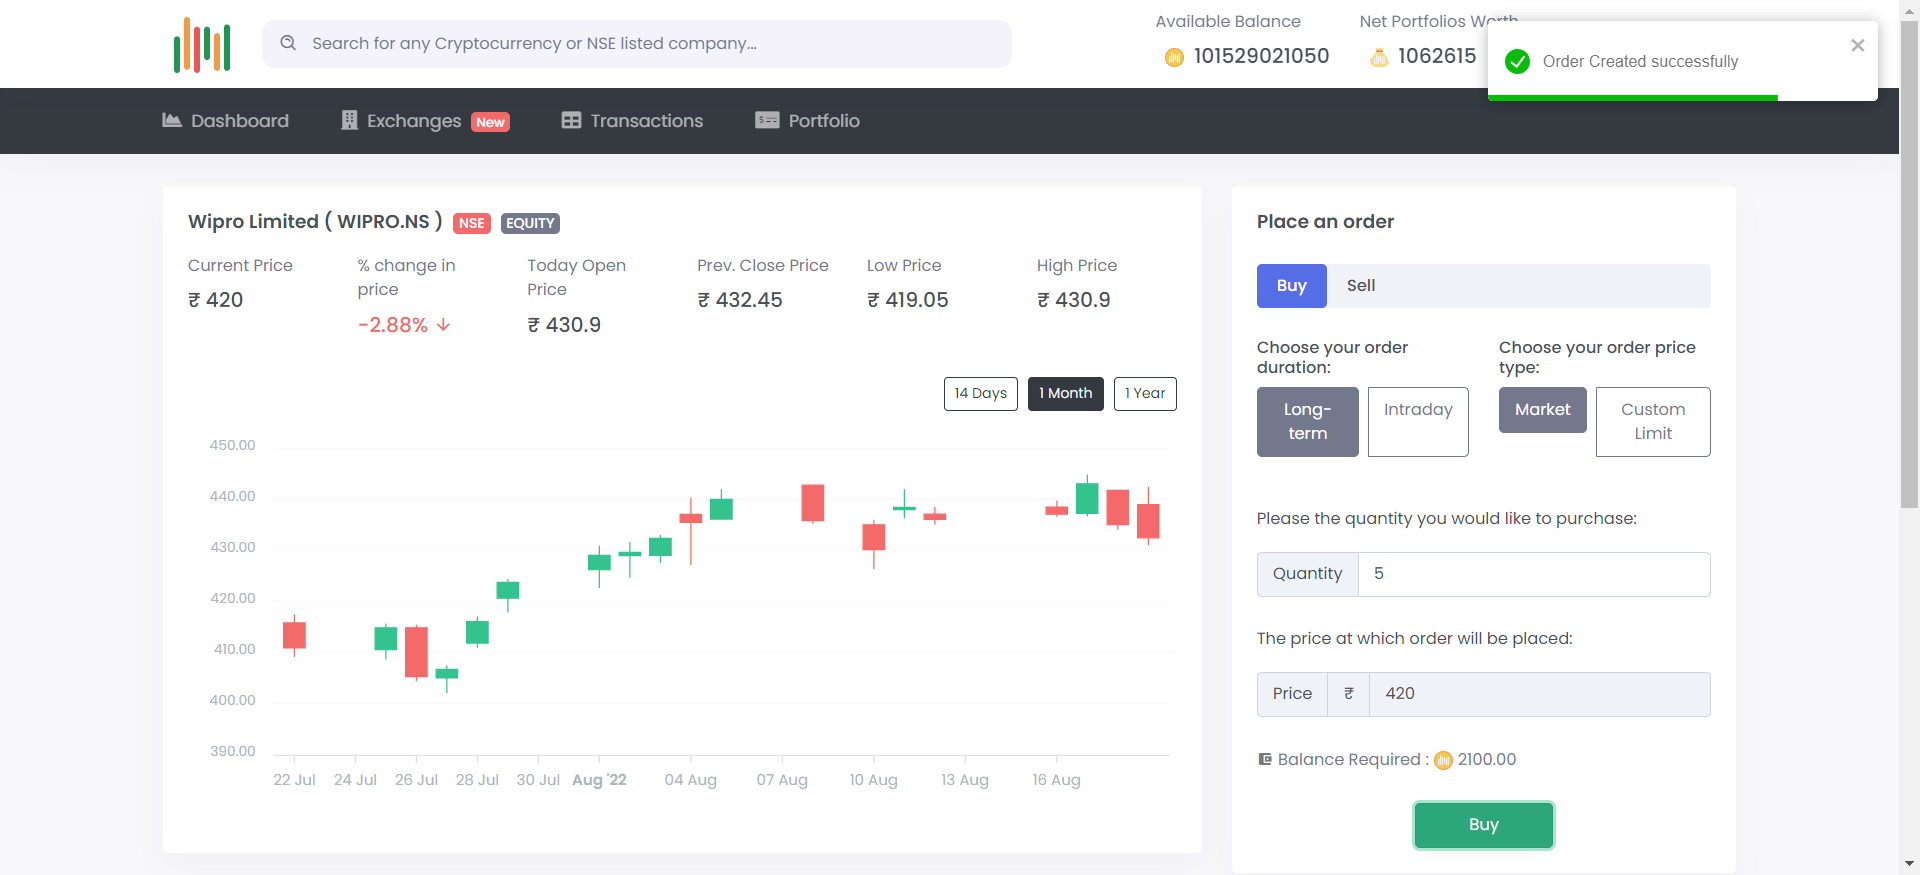 Search for any Cryptocurrency or NSE listed company...
Available Balance
101529021050
Net Portfolios Worth
1062615
Order Created successfully
Dashboard
Exchanges New
Transactions
Portfolio
Wipro Limited ( WIPRO.NS ) NSE EQUITY
Current Price
₹ 420
% change in
price
-2.88%
Today Open
Price
₹ 430.9
Prev. Close Price
₹ 432.45
Low Price
₹ 419.05
High Price
₹ 430.9
14 Days
1 Month
1 Year
450.00
440.00
430.00
420.00
410.00
400.00
390.00
22 Jul
24 Jul
26 Jul
28 Jul
30 Jul
Aug '22
04 Aug
07 Aug
10 Aug
13 Aug
16 Aug
Place an order
Buy
Sell
Choose your order
duration:
Long-
term
Intraday
Choose your order price
type:
Market
Custom
Limit
Please the quantity you would like to purchase:
Quantity 5
The price at which order will be placed:
Price ₹ 420
Balance Required : 2100.00
Buy